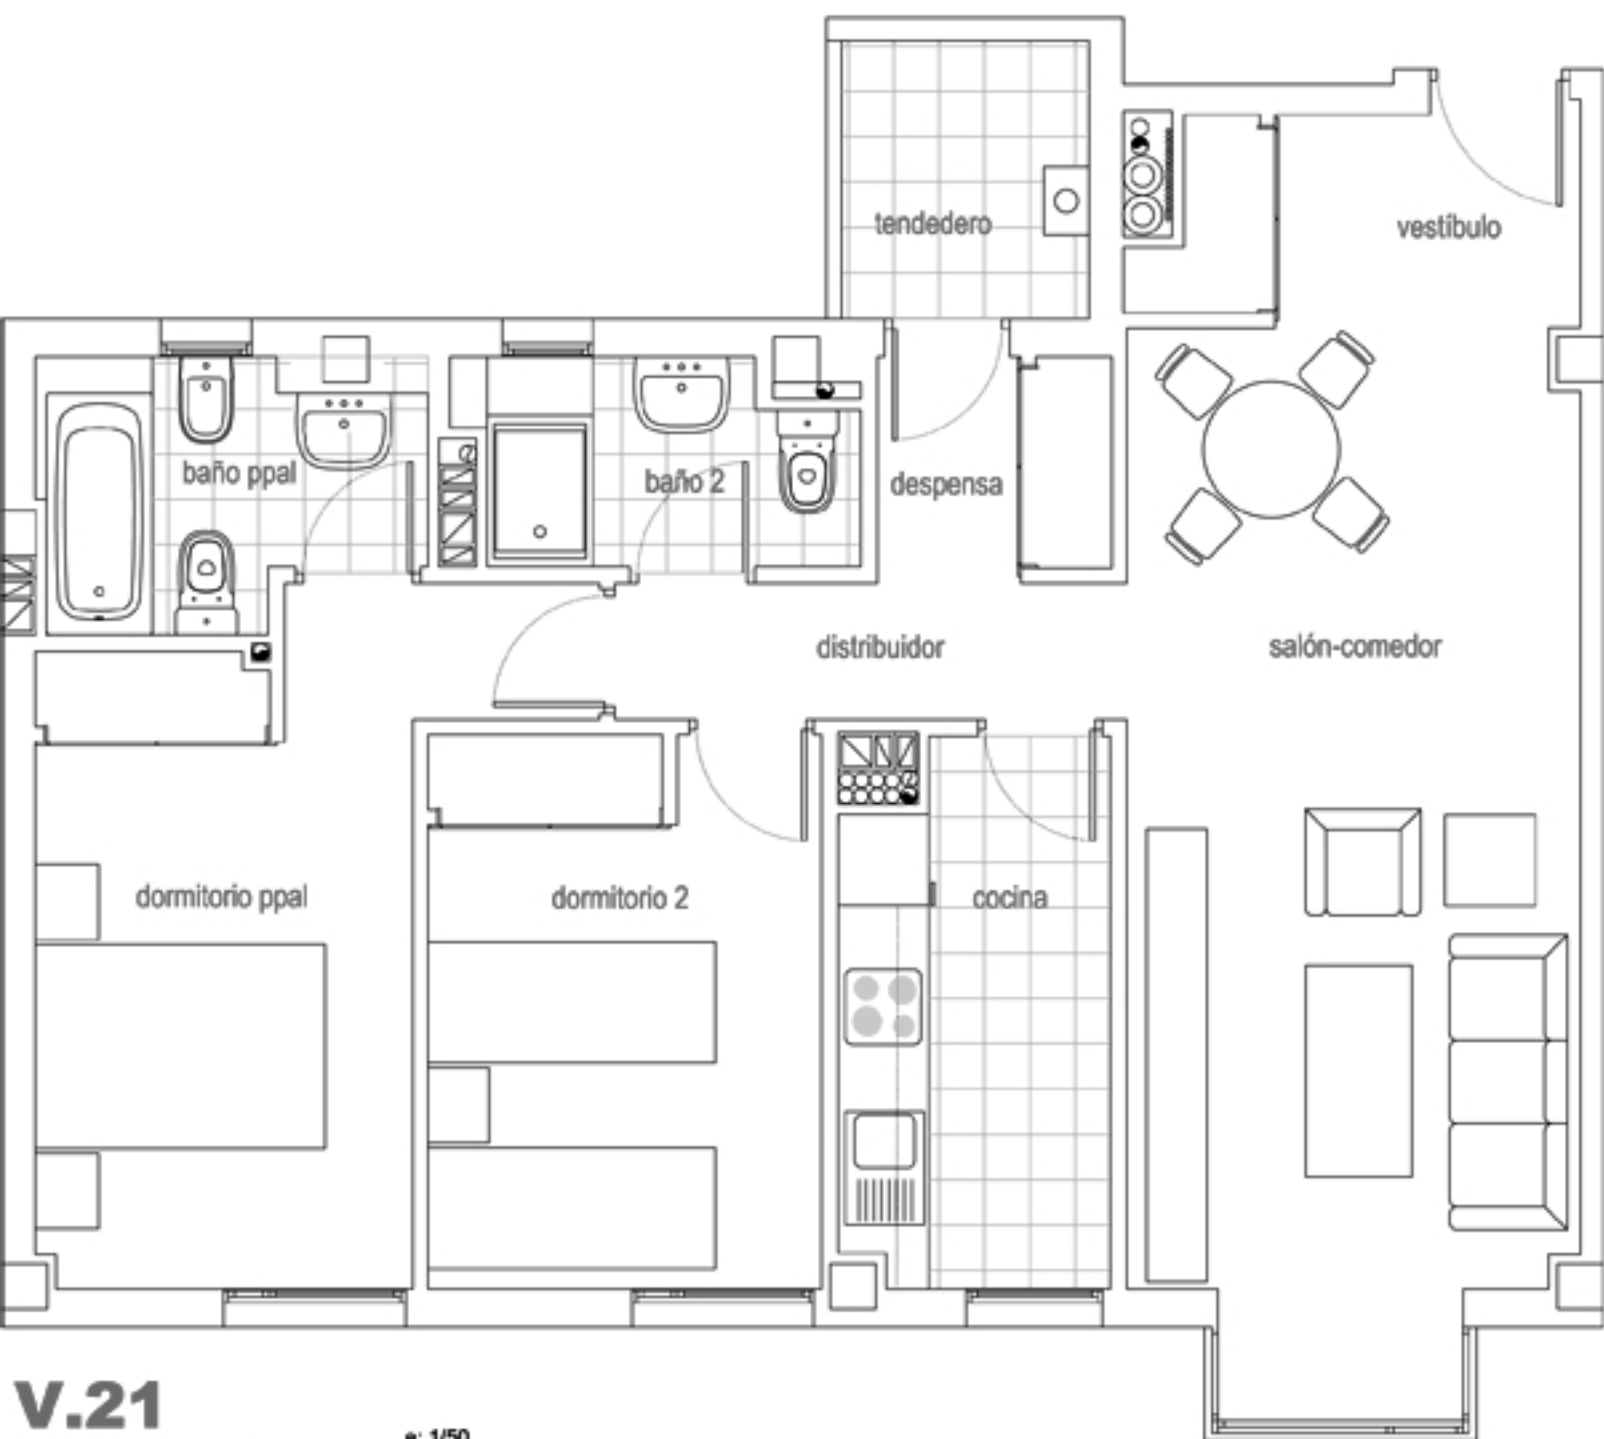 tendedero
vestíbulo
baño ppal
baño 2
despensa
distribuidor
salón-comedor
dormitorio ppal
dormitorio 2
cocina
V.21
e: 1/50